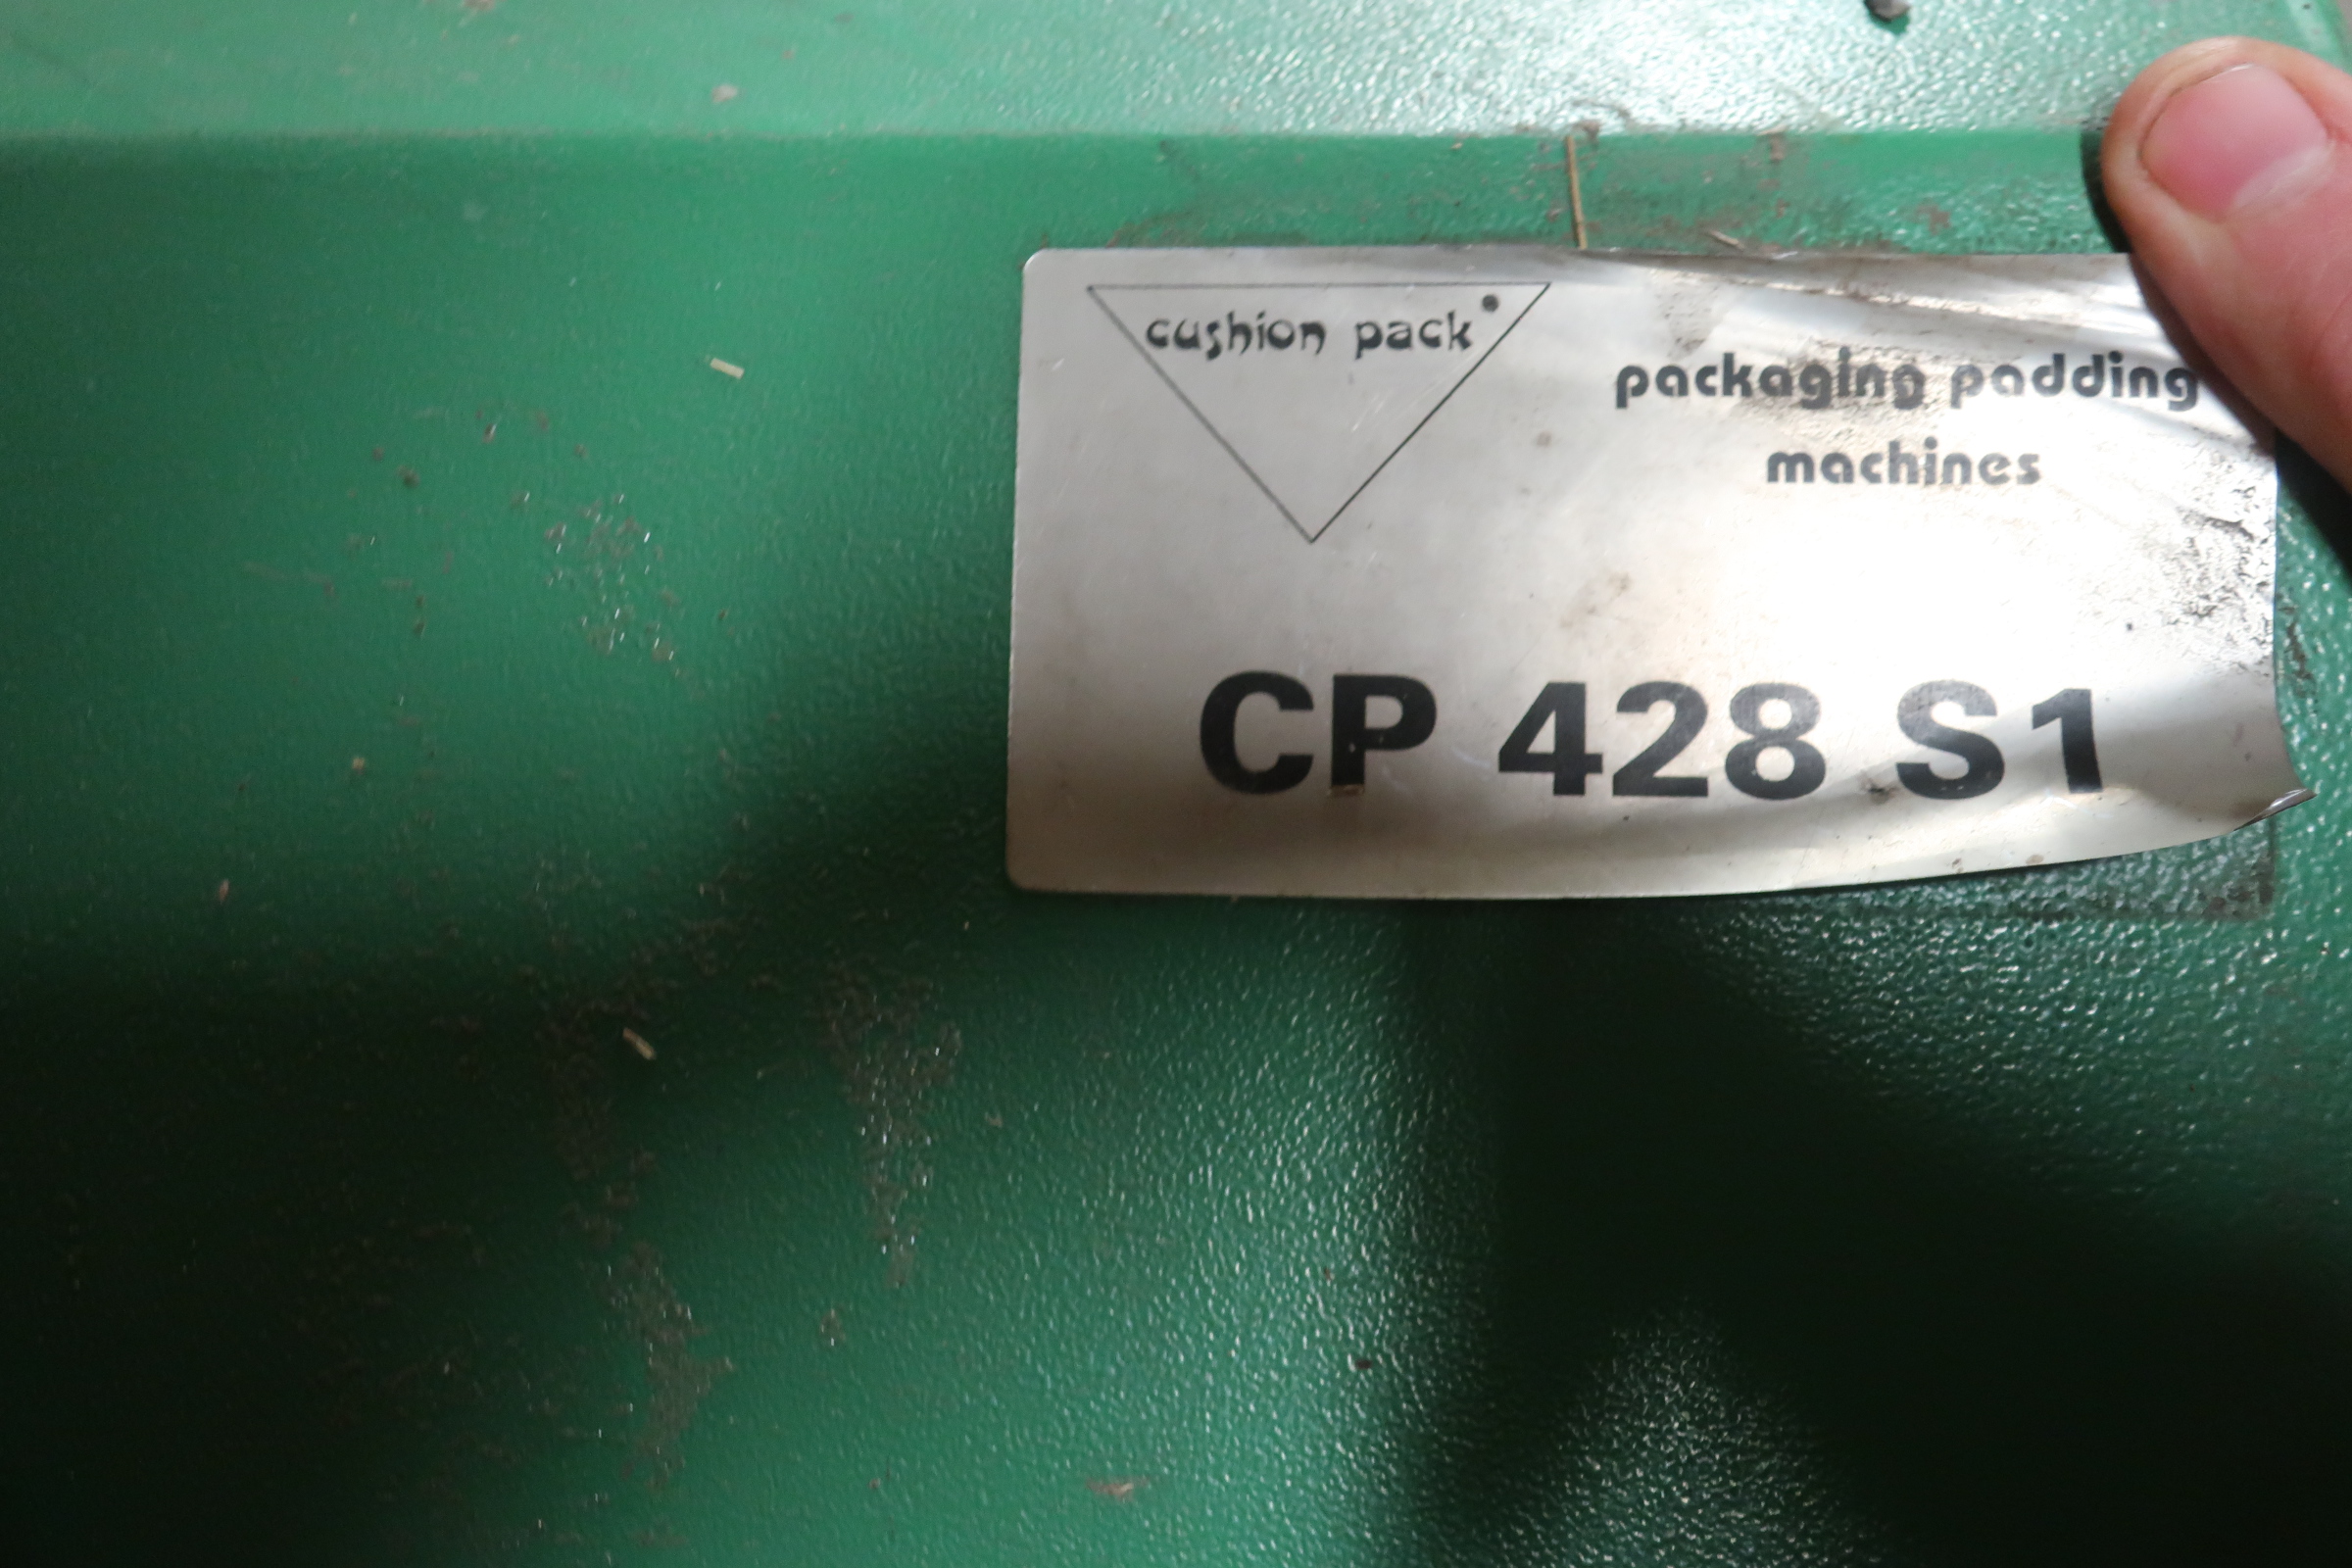 cushion pack
packaging padding
machines
CP 428 S1